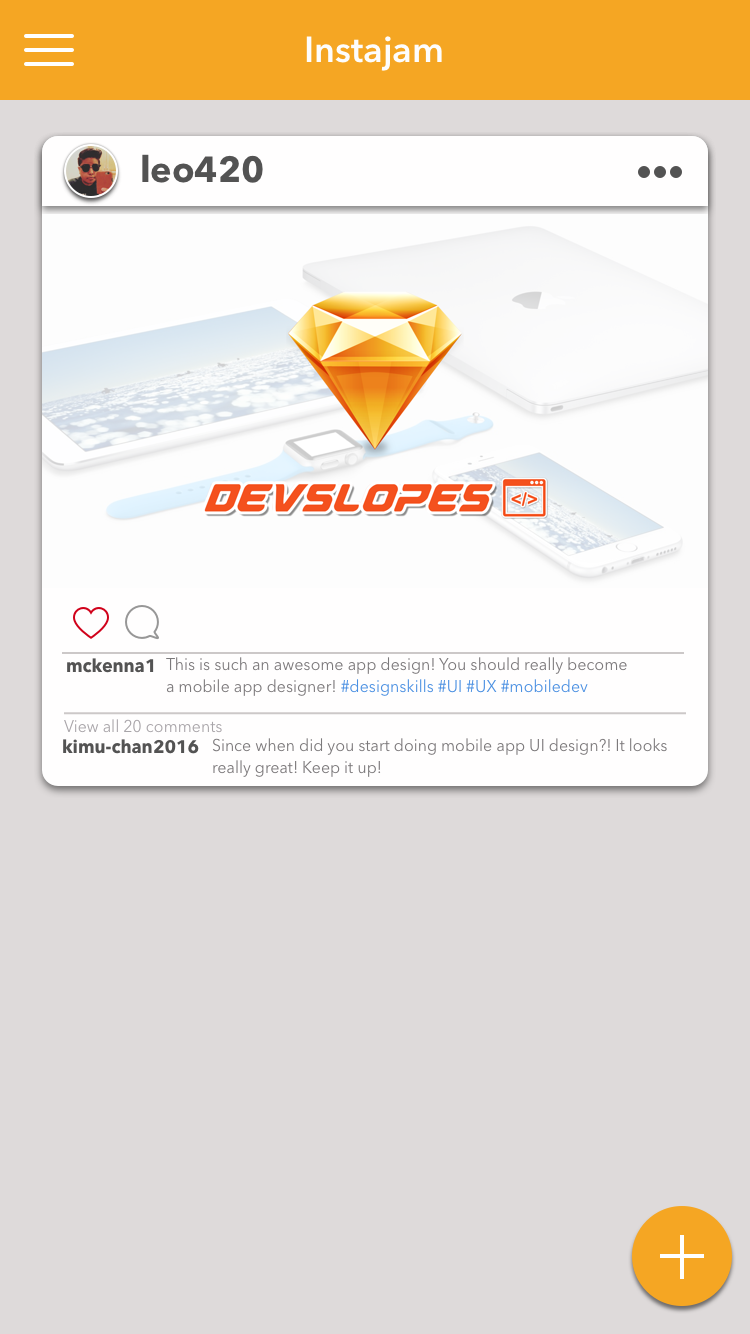 Instajam
leo420
DEVSLOPES </>
mckenna1 This is such an awesome app design! You should really become
a mobile app designer! #designskills #UI #UX #mobiledev
View all 20 comments
kimu-chan2016 Since when did you start doing mobile app UI design?! It looks
really great! Keep it up!